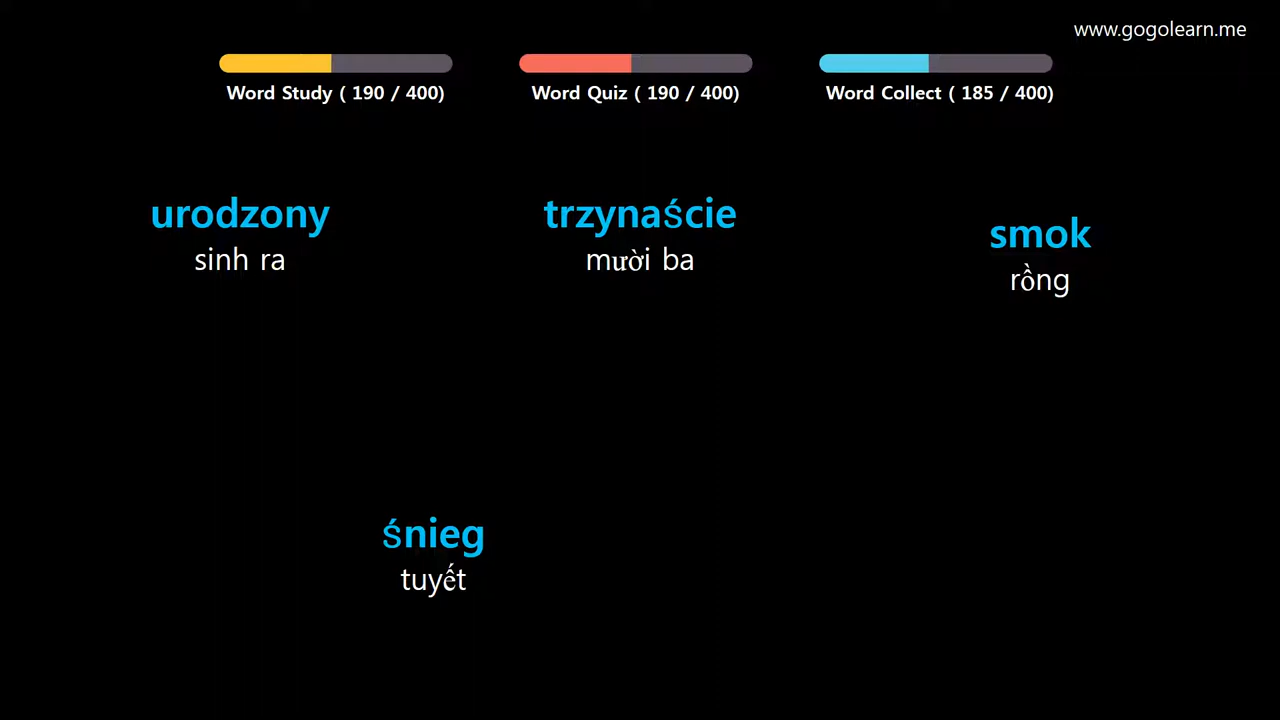 www.gogolearn.me
Word Study ( 190 / 400)
Word Quiz ( 190 / 400)
Word Collect ( 185 / 400)
urodzony
sinh ra
trzynaście
mười ba
smok
rồng
śnieg
tuyết